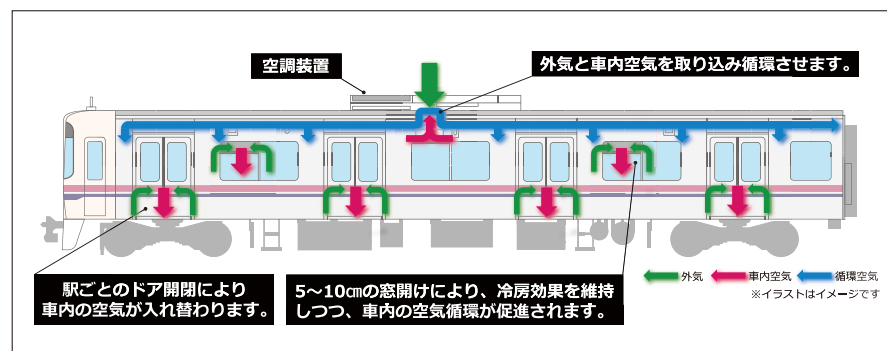 空調装置
外気と車内空気を取り込み循環させます。
駅ごとのドア開閉により
車内の空気が入れ替わります。
5～10㎝の窓開けにより、冷房効果を維持
しつつ、車内の空気循環が促進されます。
外気 車内空気 循環空気
※イラストはイメージです